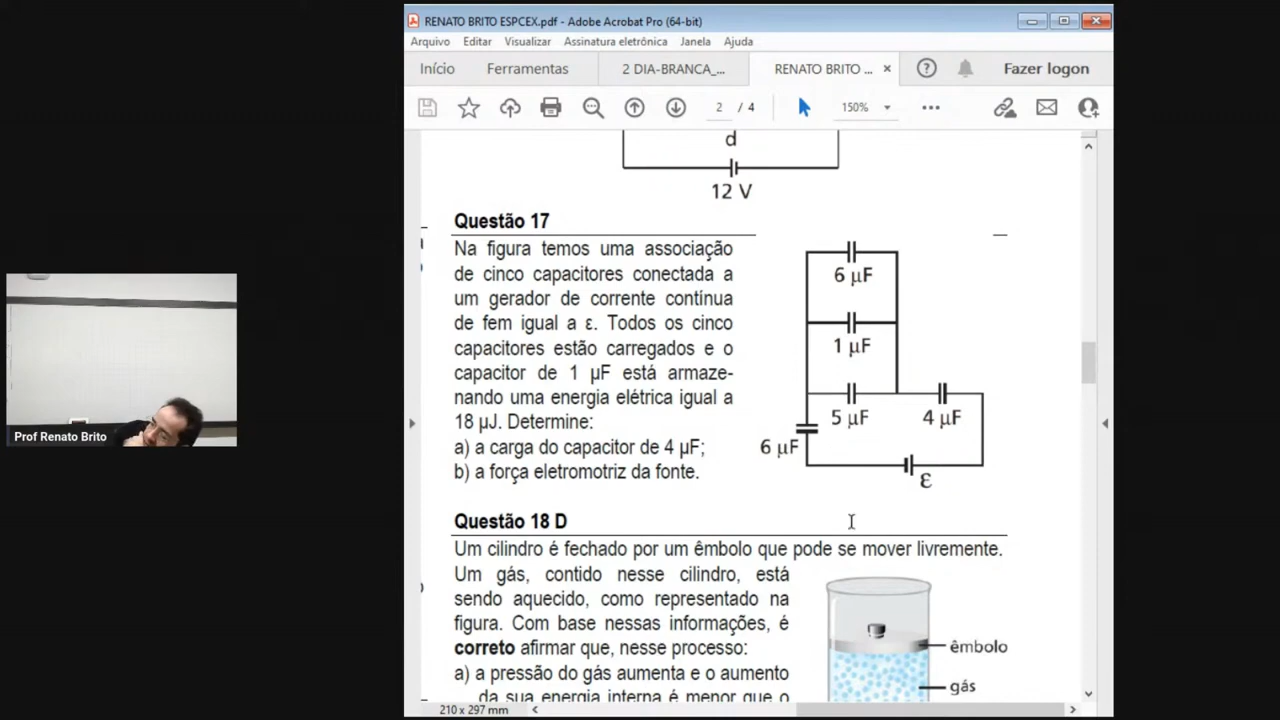 RENATO BRITO ESPCEX.pdf - Adobe Acrobat Pro (64-bit)
Arquivo Editar Visualizar Assinatura eletrônica Janela Ajuda
Início Ferramentas 2 DIA-BRANCA_... RENATO BRITO ... × ? Fazer logon
2 / 4 150%
d
12 V
Questão 17
Na figura temos uma associação
de cinco capacitores conectada a
um gerador de corrente contínua
de fem igual a ε. Todos os cinco
capacitores estão carregados e o
capacitor de 1 μF está armaze-
nando uma energia elétrica igual a
18 μJ. Determine:
a) a carga do capacitor de 4 μF;
b) a força eletromotriz da fonte.
6 μF
1 μF
5 μF
4 μF
6 μF
ε
Questão 18 D
Um cilindro é fechado por um êmbolo que pode se mover livremente.
Um gás, contido nesse cilindro, está
sendo aquecido, como representado na
figura. Com base nessas informações, é
correto afirmar que, nesse processo:
a) a pressão do gás aumenta e o aumento
da sua energia interna é menor que o
êmbolo
gás
210 x 297 mm
Prof Renato Brito